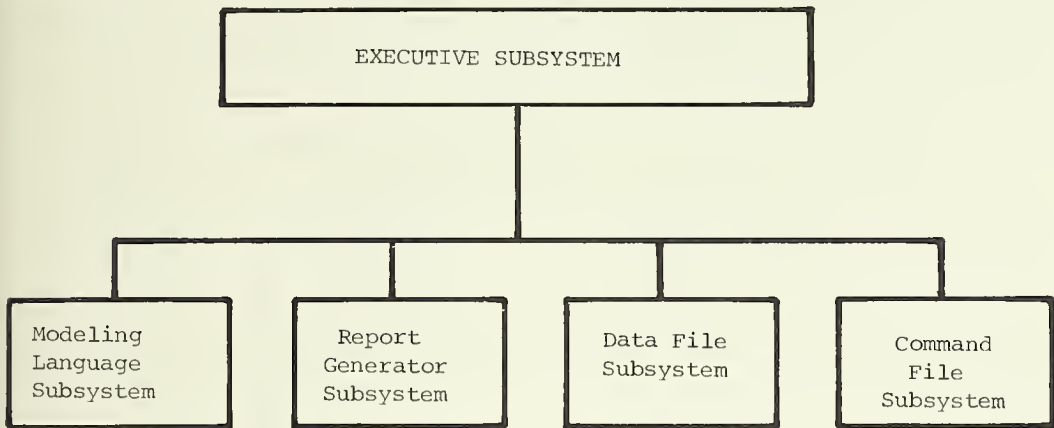 EXECUTIVE SUBSYSTEM
Modeling
Language
Subsystem
Report
Generator
Subsystem
Data File
Subsystem
Command
File
Subsystem